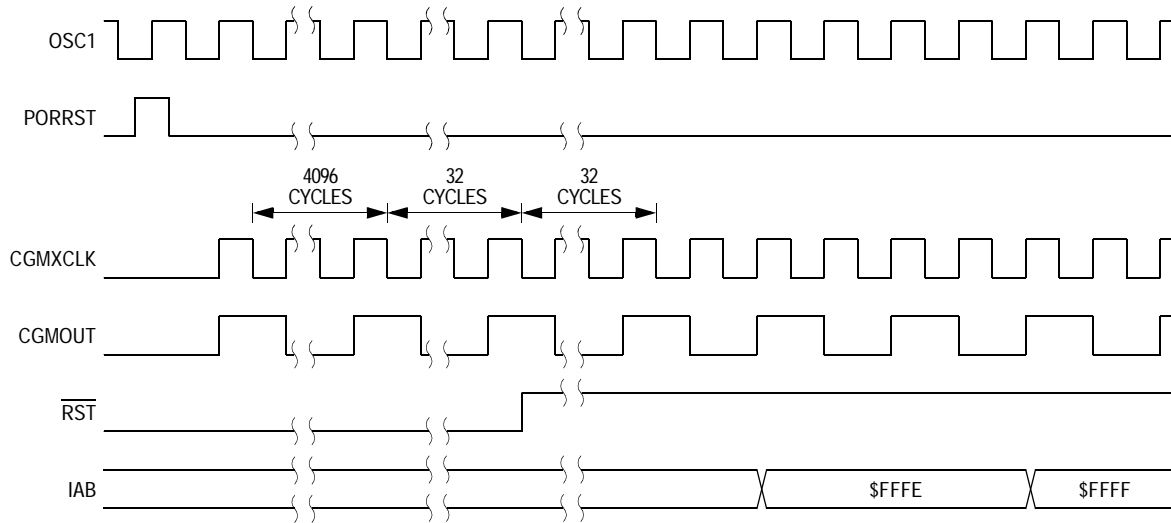 OSC1
PORRST
4096
CYCLES
32
CYCLES
32
CYCLES
CGMXCLK
CGMOUT
RST
IAB
$FFFE
$FFFF